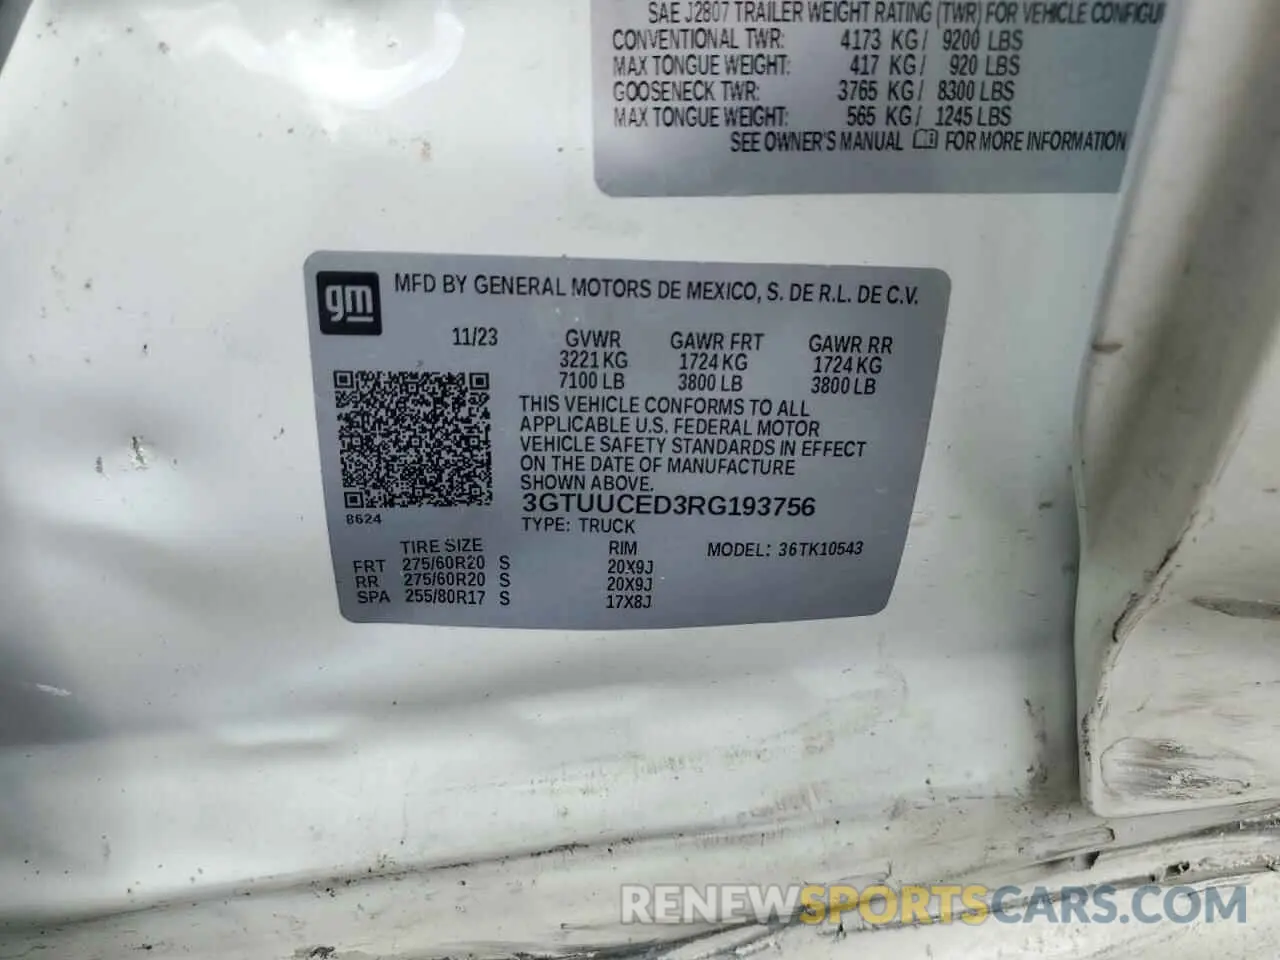 SAE J2807 TRAILER WEIGHT RATING (TWR) FOR VEHICLE
CONVENTIONAL TWR: 4173 KG/ 9200 LBS
MAX TONGUE WEIGHT: 417 KG/ 920 LBS
GOOSENECK TWR: 3765 KG/ 8300 LBS
MAX TONGUE WEIGHT: 565 KG/ 1245 LBS
SEE OWNER'S MANUAL FOR MORE INFORMATION
gm
MFD BY GENERAL MOTORS DE MEXICO, S. DE R.L. DE C.V.
11/23 GVWR GAWR FRT GAWR RR
3221 KG 1724 KG 1724 KG
7100 LB 3800 LB 3800 LB
THIS VEHICLE CONFORMS TO ALL
APPLICABLE U.S. FEDERAL MOTOR
VEHICLE SAFETY STANDARDS IN EFFECT
ON THE DATE OF MANUFACTURE
SHOWN ABOVE.
3GTUUCED3RG193756
8624
TYPE: TRUCK
TIRE SIZE RIM MODEL: 36TK10543
FRT 275/60R20 S 20X9J
RR 275/60R20 S 20X9J
SPA 255/80R17 S 17X8J
RENEWSPORTSCARS.COM